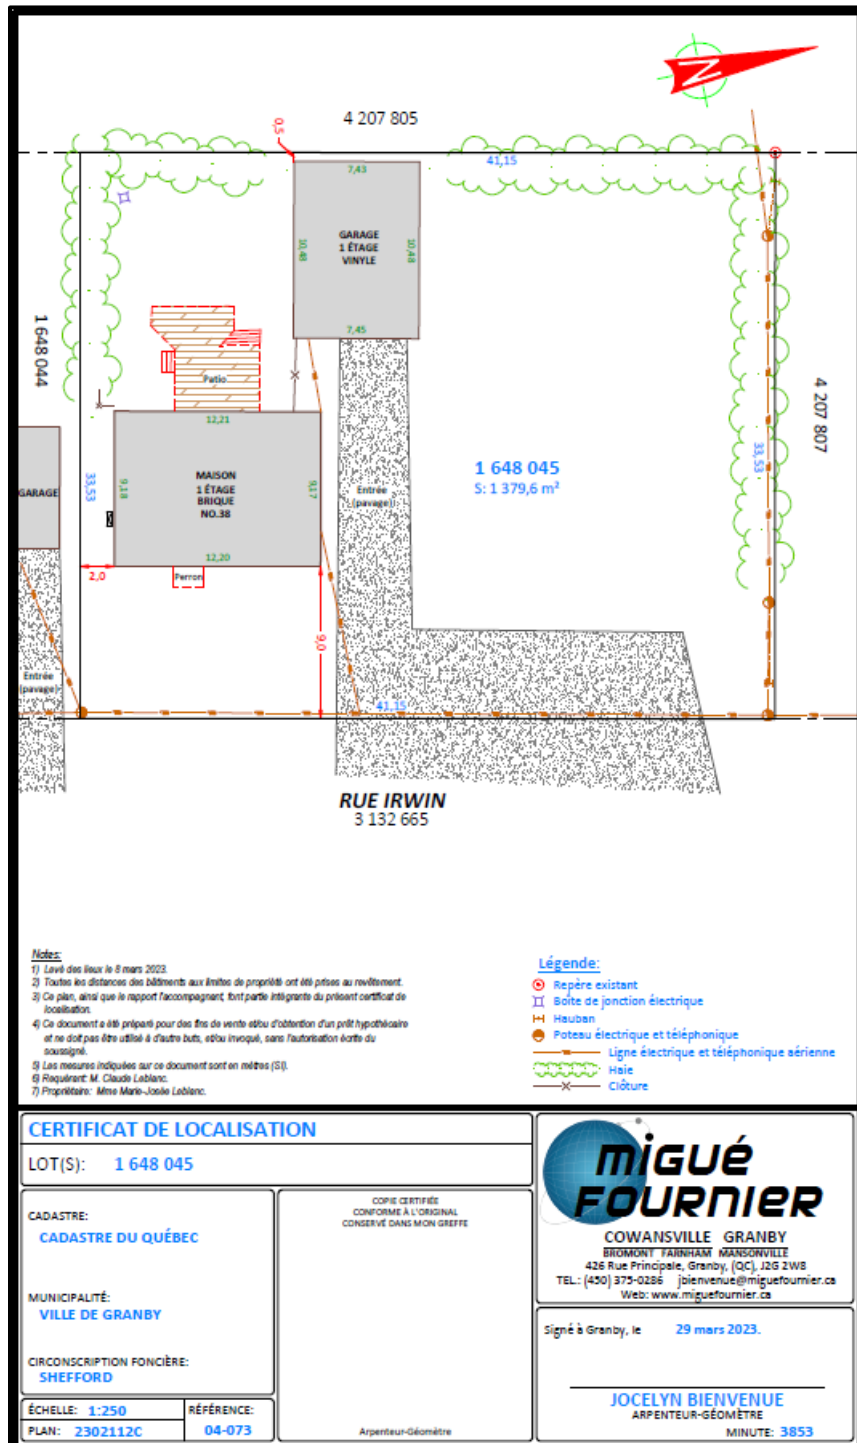 N
4 207 805
0,5
41,15
7,43
GARAGE
1 ÉTAGE
VINYLE
10,48
10,48
7,45
1 648 044
4 207 807
Patio
12,21
33,53
9,18
MAISON
1 ÉTAGE
BRIQUE
NO.38
9,17
12,20
1 648 045
S: 1 379,6 m²
33,53
GARAGE
Entrée
(pavage)
2,0
Perron
9,0
Entrée
(pavage)
41,15
RUE IRWIN
3 132 665
Notes:
1) Levé des lieux le 8 mars 2023.
2) Toutes les distances des bâtiments aux limites de propriété ont été prises au revêtement.
3) Ce plan, ainsi que le rapport l'accompagnant, font partie intégrante du présent certificat de
localisation.
4) Ce document a été préparé pour des fins de vente et/ou d'obtention d'un prêt hypothécaire
et ne doit pas être utilisé à d'autre buts, et/ou invoqué, sans l'autorisation écrite du
soussigné.
5) Les mesures indiquées sur ce document sont en mètres (SI).
6) Requérant: M. Claude Leblanc.
7) Propriétaire: Mme Marie-Josée Leblanc.
Légende:
Repère existant
Boîte de jonction électrique
Hauban
Poteau électrique et téléphonique
Ligne électrique et téléphonique aérienne
Haie
Clôture
CERTIFICAT DE LOCALISATION
LOT(S): 1 648 045
CADASTRE:
CADASTRE DU QUÉBEC
MUNICIPALITÉ:
VILLE DE GRANBY
CIRCONSCRIPTION FONCIÈRE:
SHEFFORD
ÉCHELLE: 1:250
PLAN: 2302112C
RÉFÉRENCE:
04-073
COPIE CERTIFIÉE
CONFORME À L'ORIGINAL
CONSERVÉ DANS MON GREFFE
Arpenteur-Géomètre
MIGUÉ
FOURNIER
COWANSVILLE GRANBY
BROMONT FARNHAM MANSONVILLE
426 Rue Principale, Granby, (QC), J2G 2W8
TEL.: (450) 375-0286 jbienvenue@miguefournier.ca
Web: www.miguefournier.ca
Signé à Granby, le 29 mars 2023.
JOCELYN BIENVENUE
ARPENTEUR-GÉOMÈTRE
MINUTE: 3853